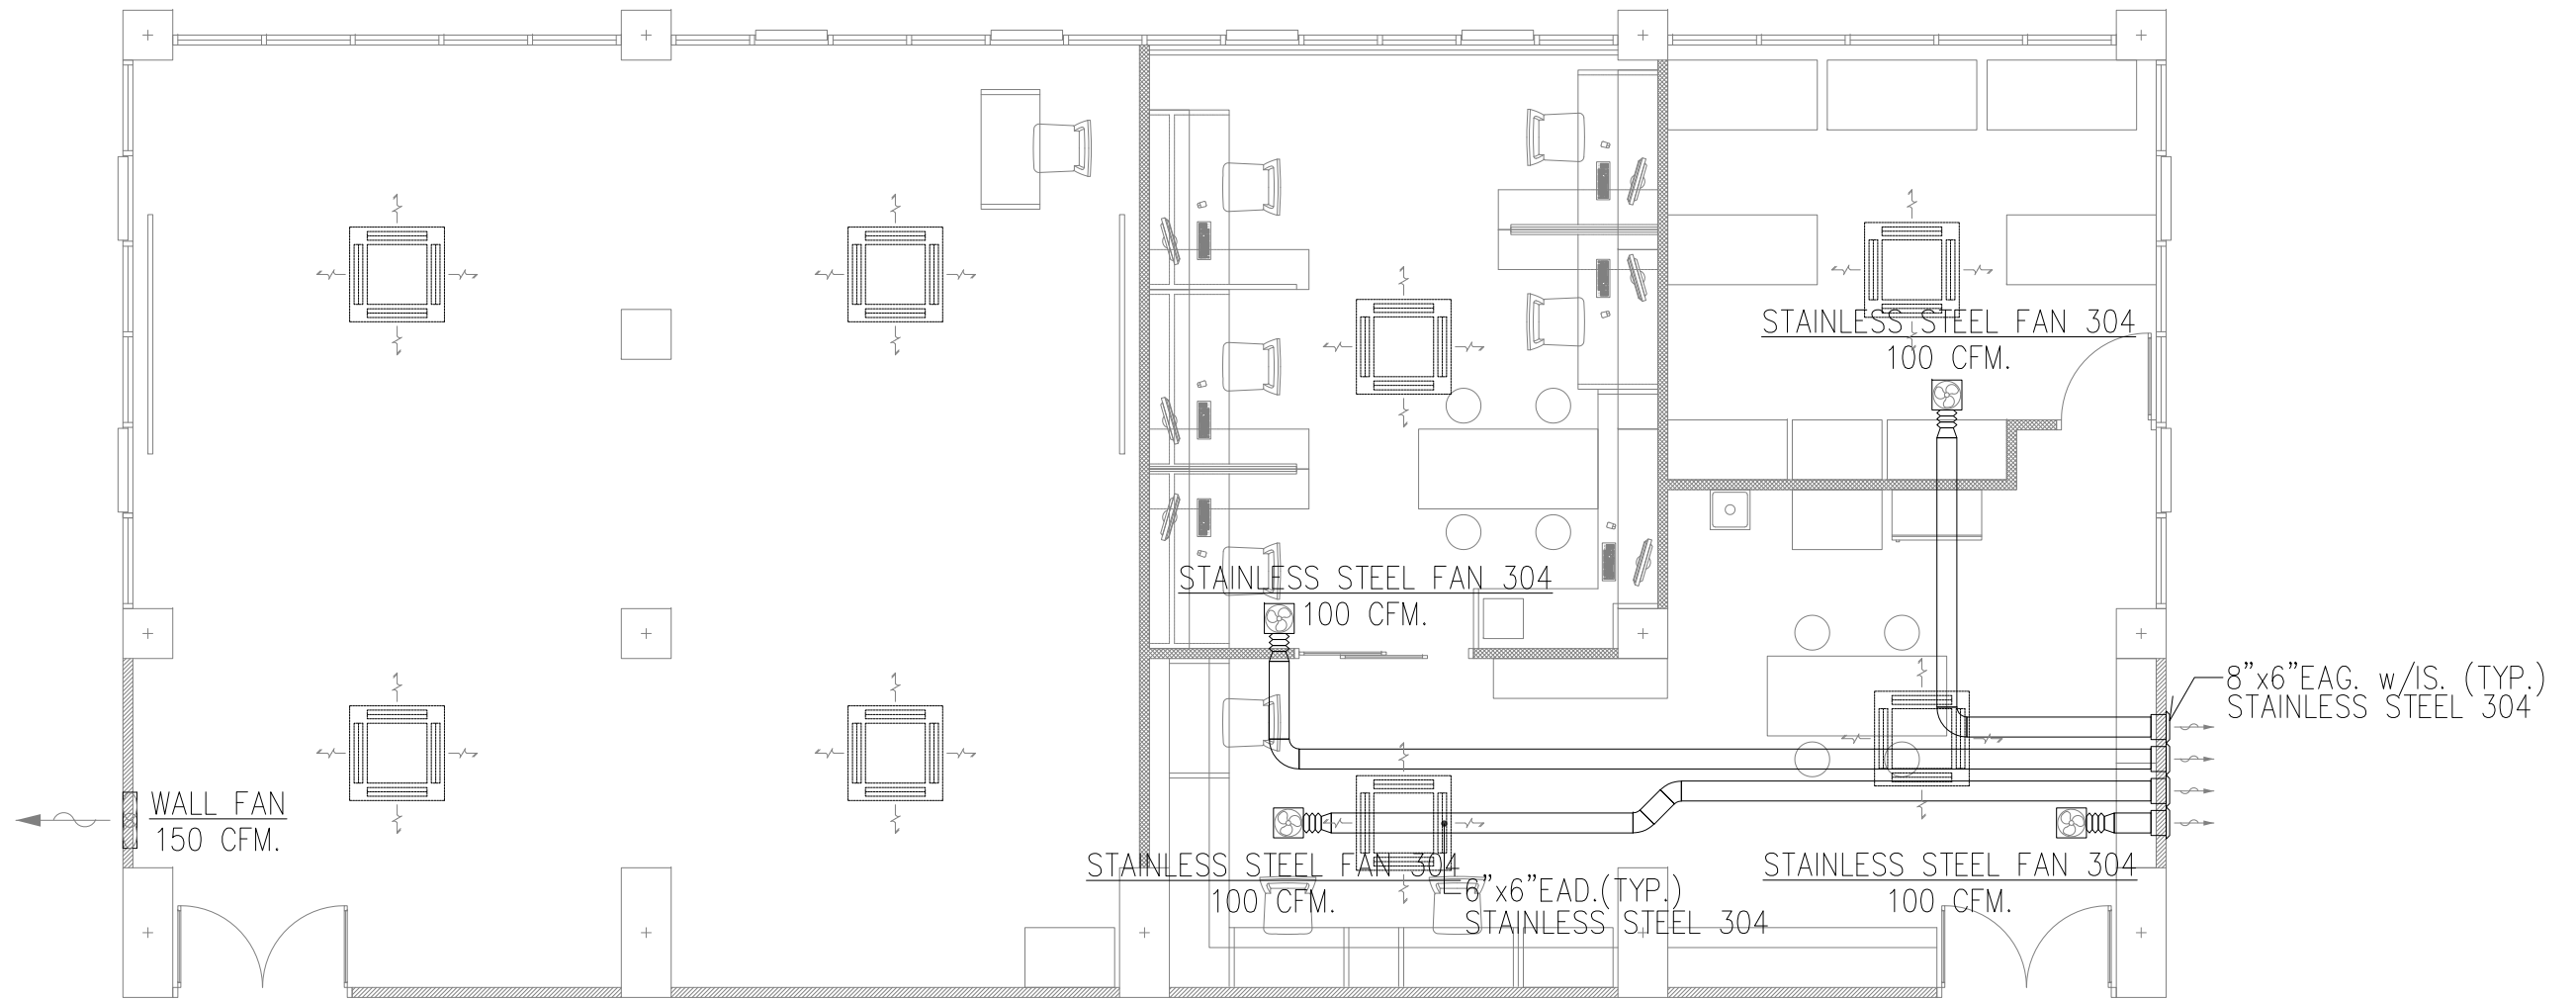 STAINLESS STEEL FAN 304
100 CFM.
STAINLESS STEEL FAN 304
100 CFM.
8"x6"EAG. w/IS. (TYP.)
STAINLESS STEEL 304
WALL FAN
150 CFM.
STAINLESS STEEL FAN 304
100 CFM.
6"x6"EAD.(TYP.)
STAINLESS STEEL 304
STAINLESS STEEL FAN 304
100 CFM.